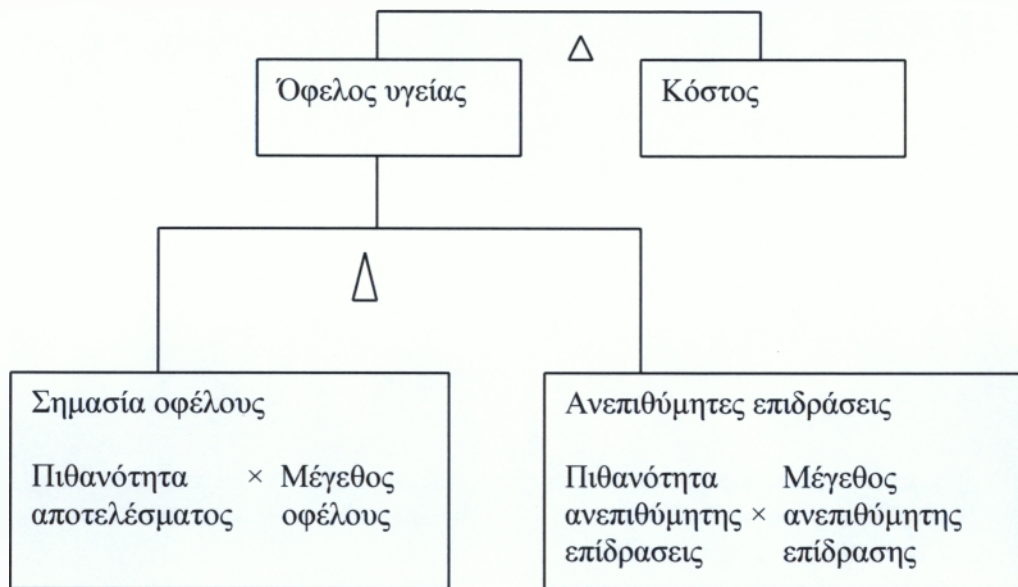 Όφελος υγείας
Κόστος
Σημασία οφέλους
Πιθανότητα × Μέγεθος
αποτελέσματος οφέλους
Ανεπιθύμητες επιδράσεις
Πιθανότητα Μέγεθος
ανεπιθύμητης × ανεπιθύμητης
επίδρασεις επίδρασης